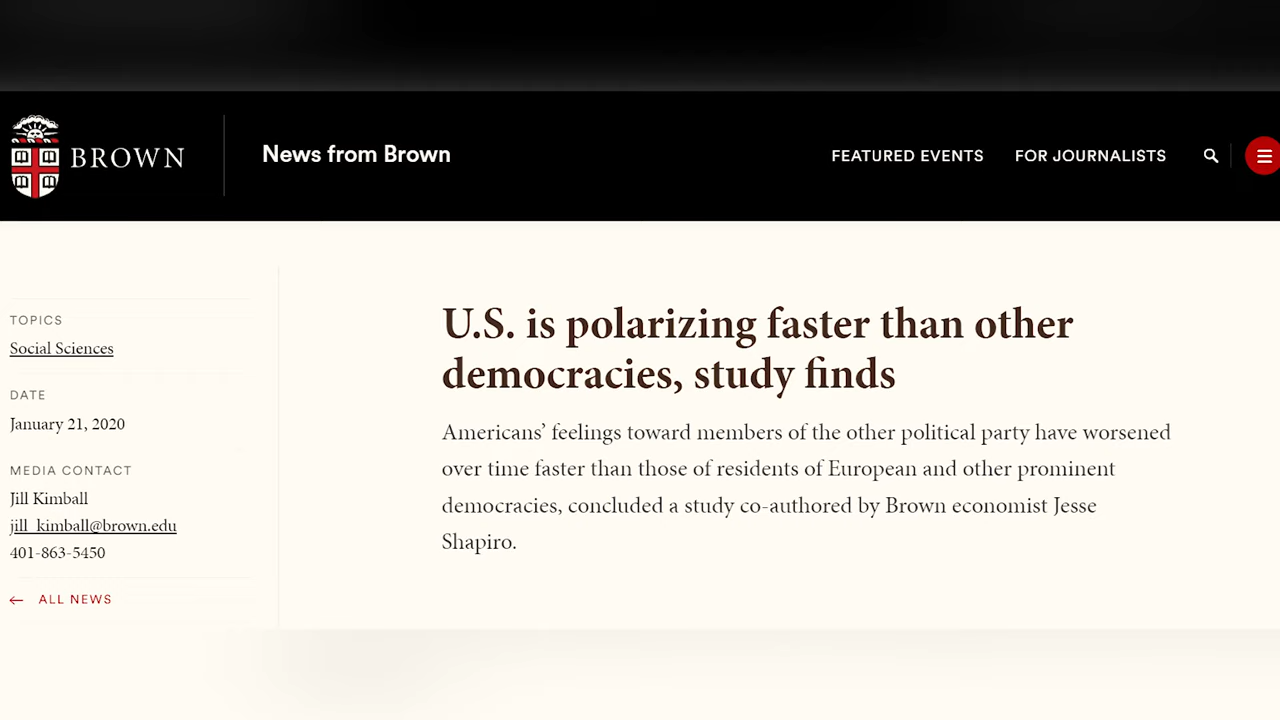 BROWN
News from Brown
FEATURED EVENTS
FOR JOURNALISTS
TOPICS
Social Sciences
DATE
January 21, 2020
MEDIA CONTACT
Jill Kimball
jill_kimball@brown.edu
401-863-5450
← ALL NEWS
U.S. is polarizing faster than other
democracies, study finds
Americans’ feelings toward members of the other political party have worsened
over time faster than those of residents of European and other prominent
democracies, concluded a study co-authored by Brown economist Jesse
Shapiro.